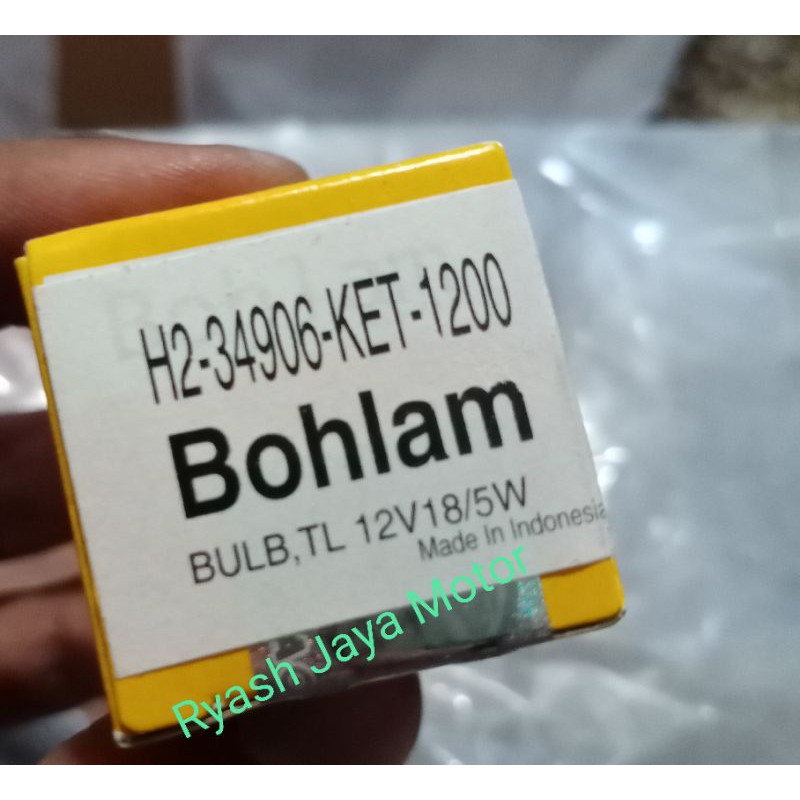 H2-34906-KET-1200
Bohlam
BULB,TL 12V18/5W
Made In Indonesia
Ryash Jaya Motor